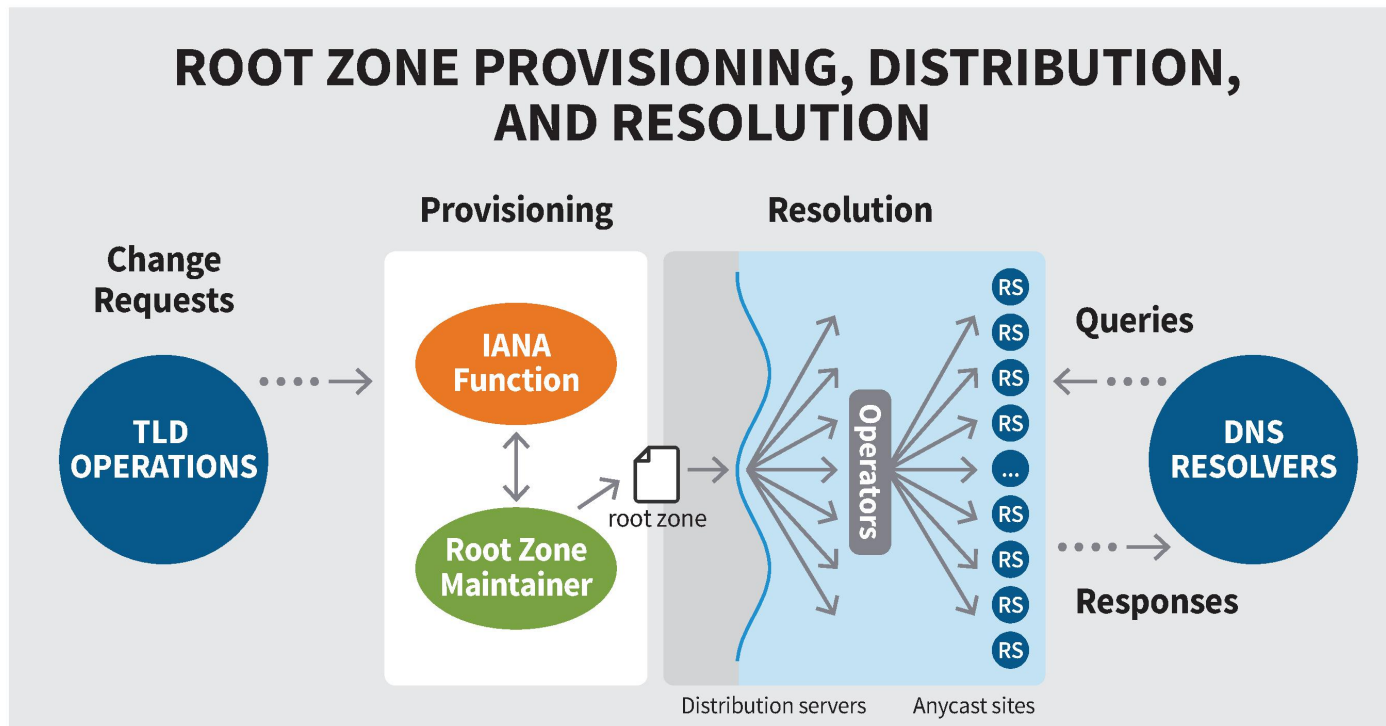 ROOT ZONE PROVISIONING, DISTRIBUTION,
AND RESOLUTION
Provisioning
Resolution
Change
Requests
TLD
OPERATIONS
IANA
Function
Root Zone
Maintainer
root zone
Operators
RS
RS
RS
RS
...
RS
RS
RS
RS
Queries
DNS
RESOLVERS
Responses
Distribution servers
Anycast sites